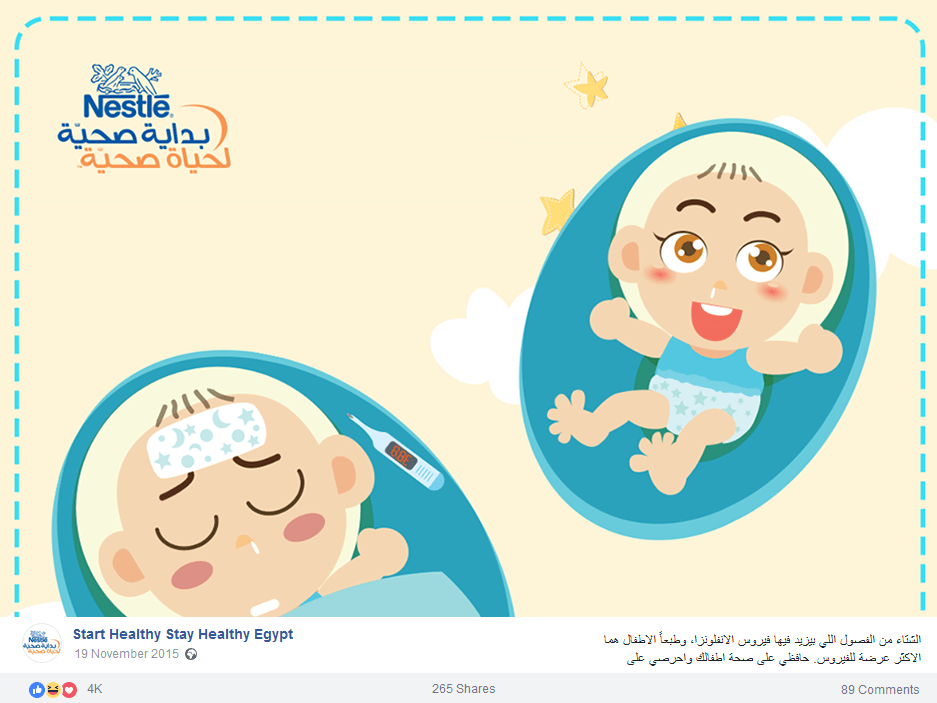 Nestlé
بداية صحيّة
لحياة صحيّة
Start Healthy Stay Healthy Egypt
19 November 2015
الشتاء من الفصول اللي بيزيد فيها فيروس الانفلونزا، وطبعاً الاطفال هما
الاكثر عرضة للفيروس. حافظي على صحة اطفالك واحرصي على
4K
265 Shares
89 Comments